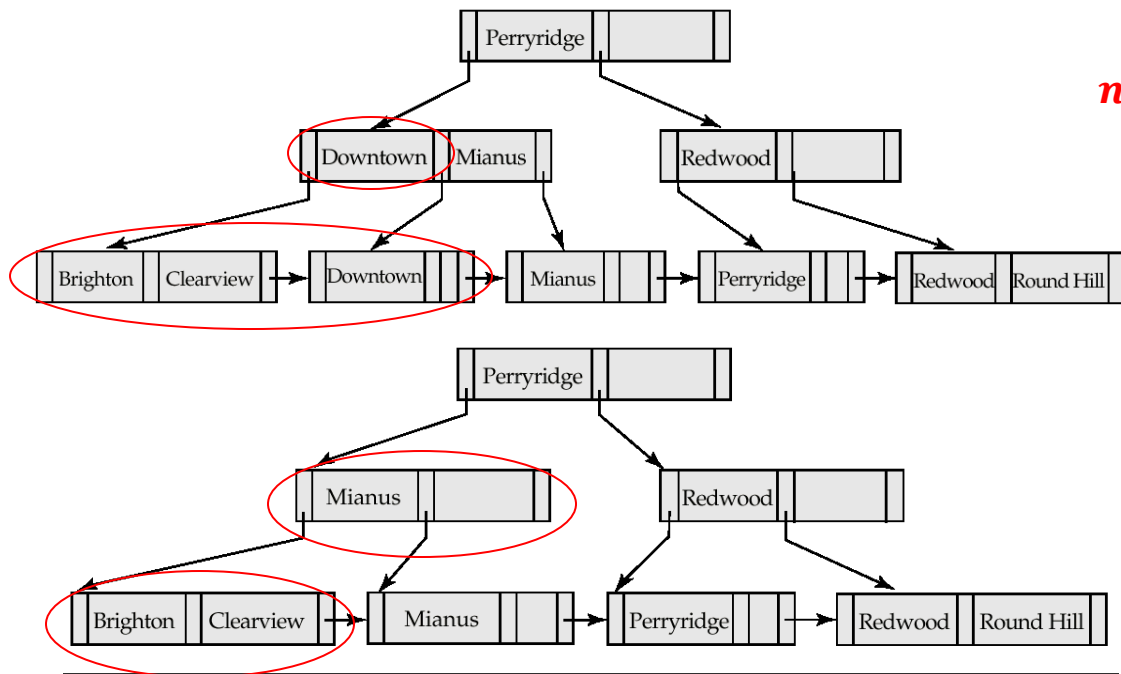 Perryridge
n
Downtown Mianus Redwood
Brighton Clearview Downtown Mianus Perryridge Redwood Round Hill
Perryridge
Mianus Redwood
Brighton Clearview Mianus Perryridge Redwood Round Hill